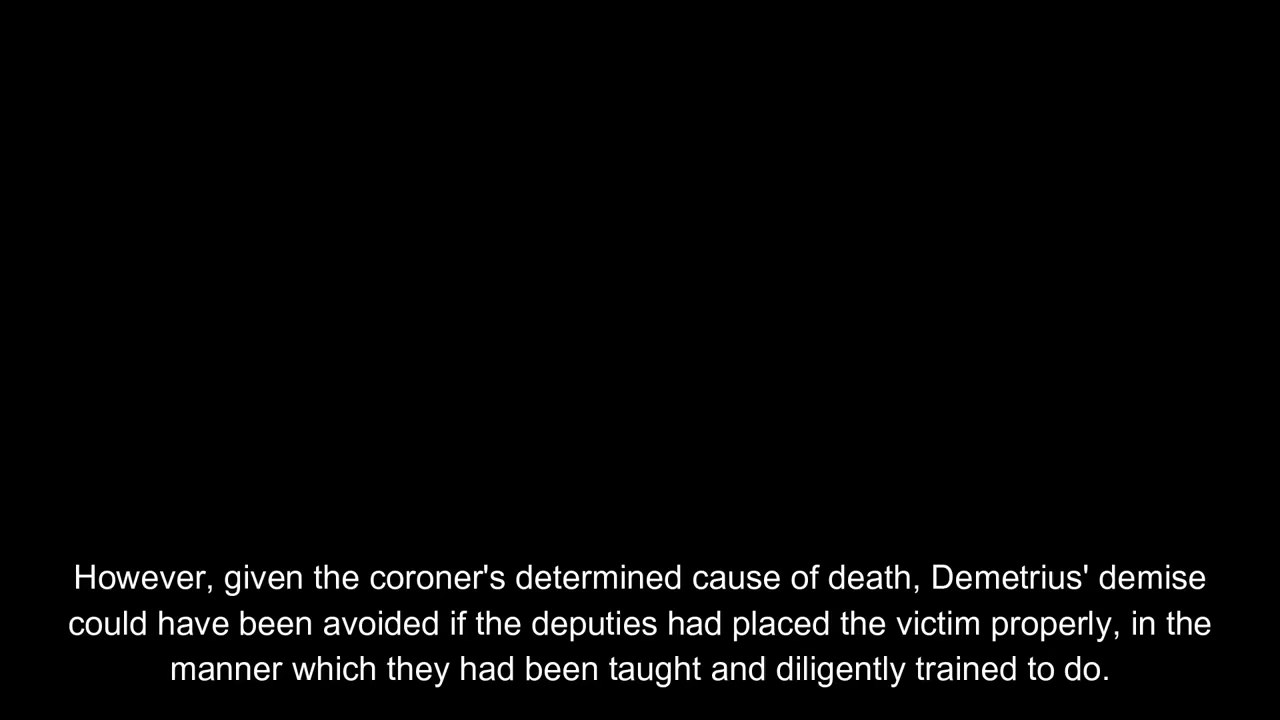 However, given the coroner's determined cause of death, Demetrius' demise
could have been avoided if the deputies had placed the victim properly, in the
manner which they had been taught and diligently trained to do.